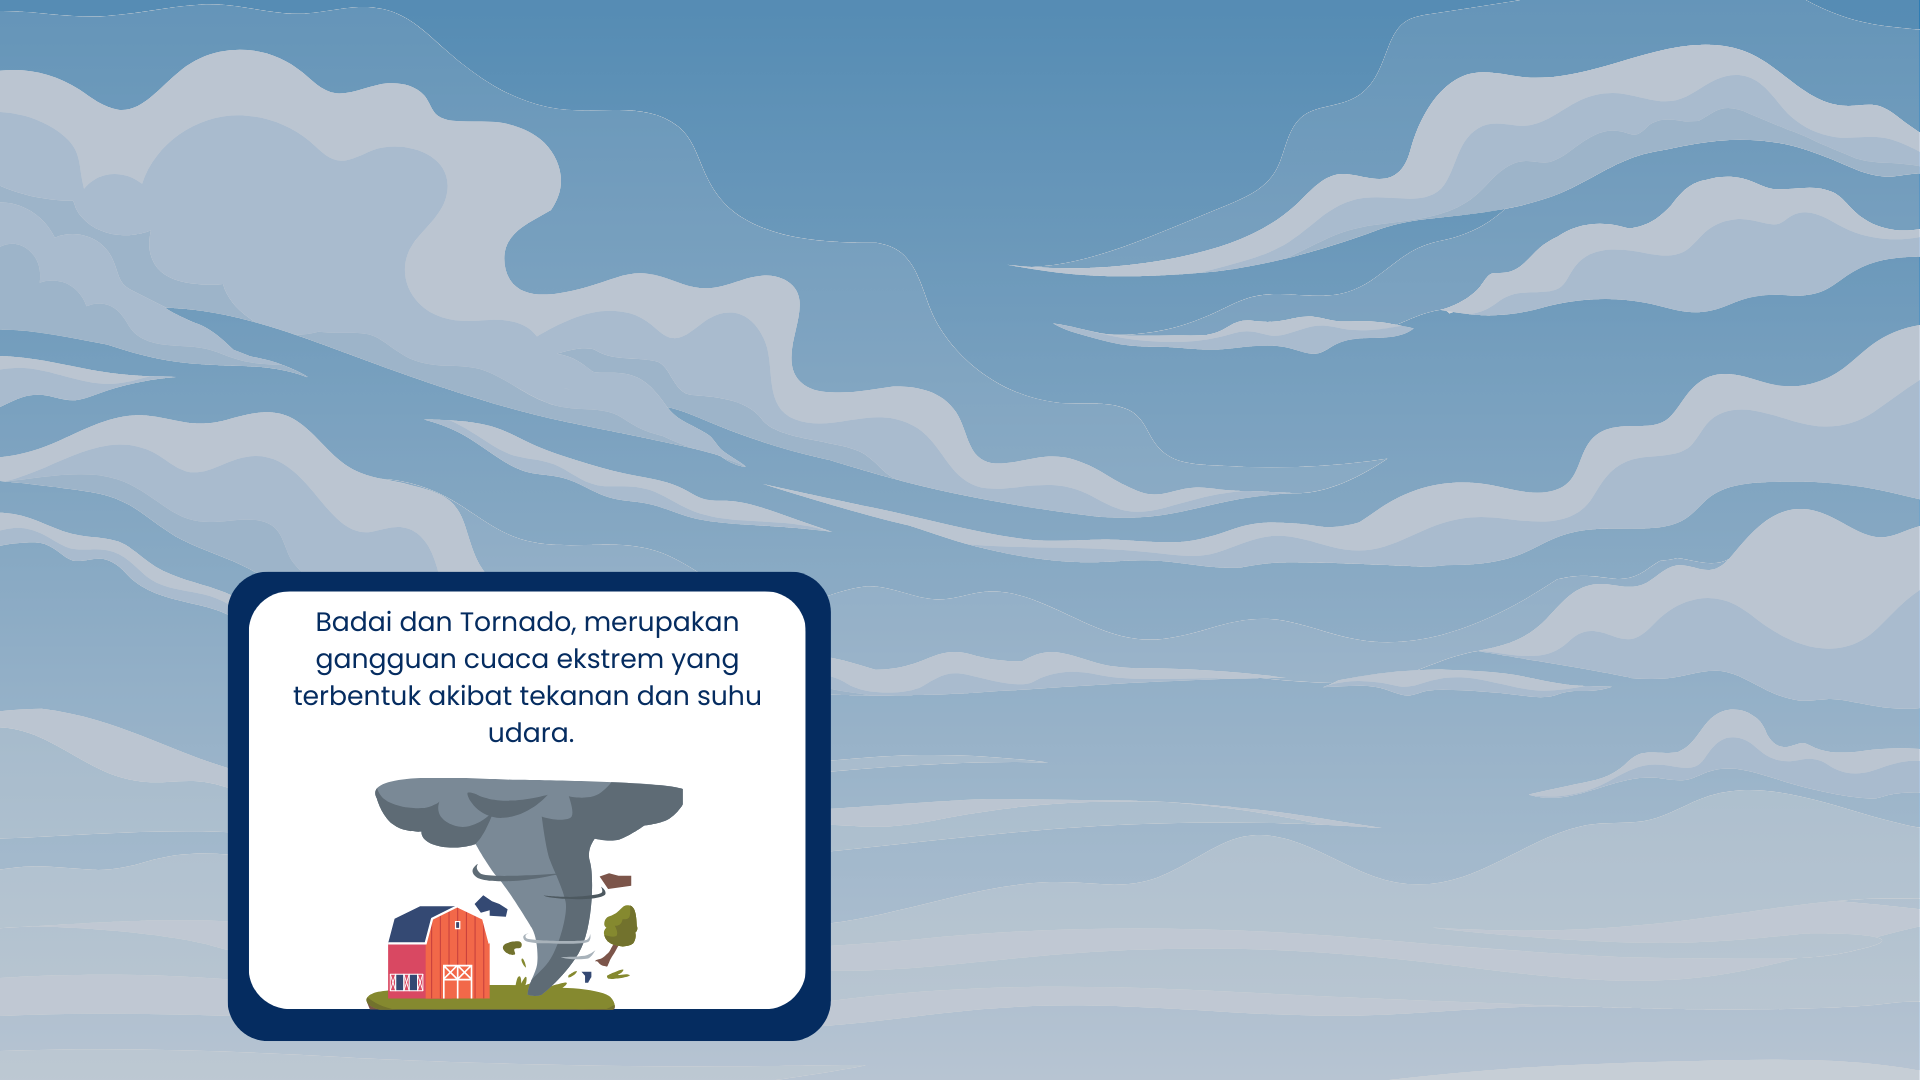 Badai dan Tornado, merupakan
gangguan cuaca ekstrem yang
terbentuk akibat tekanan dan suhu
udara.